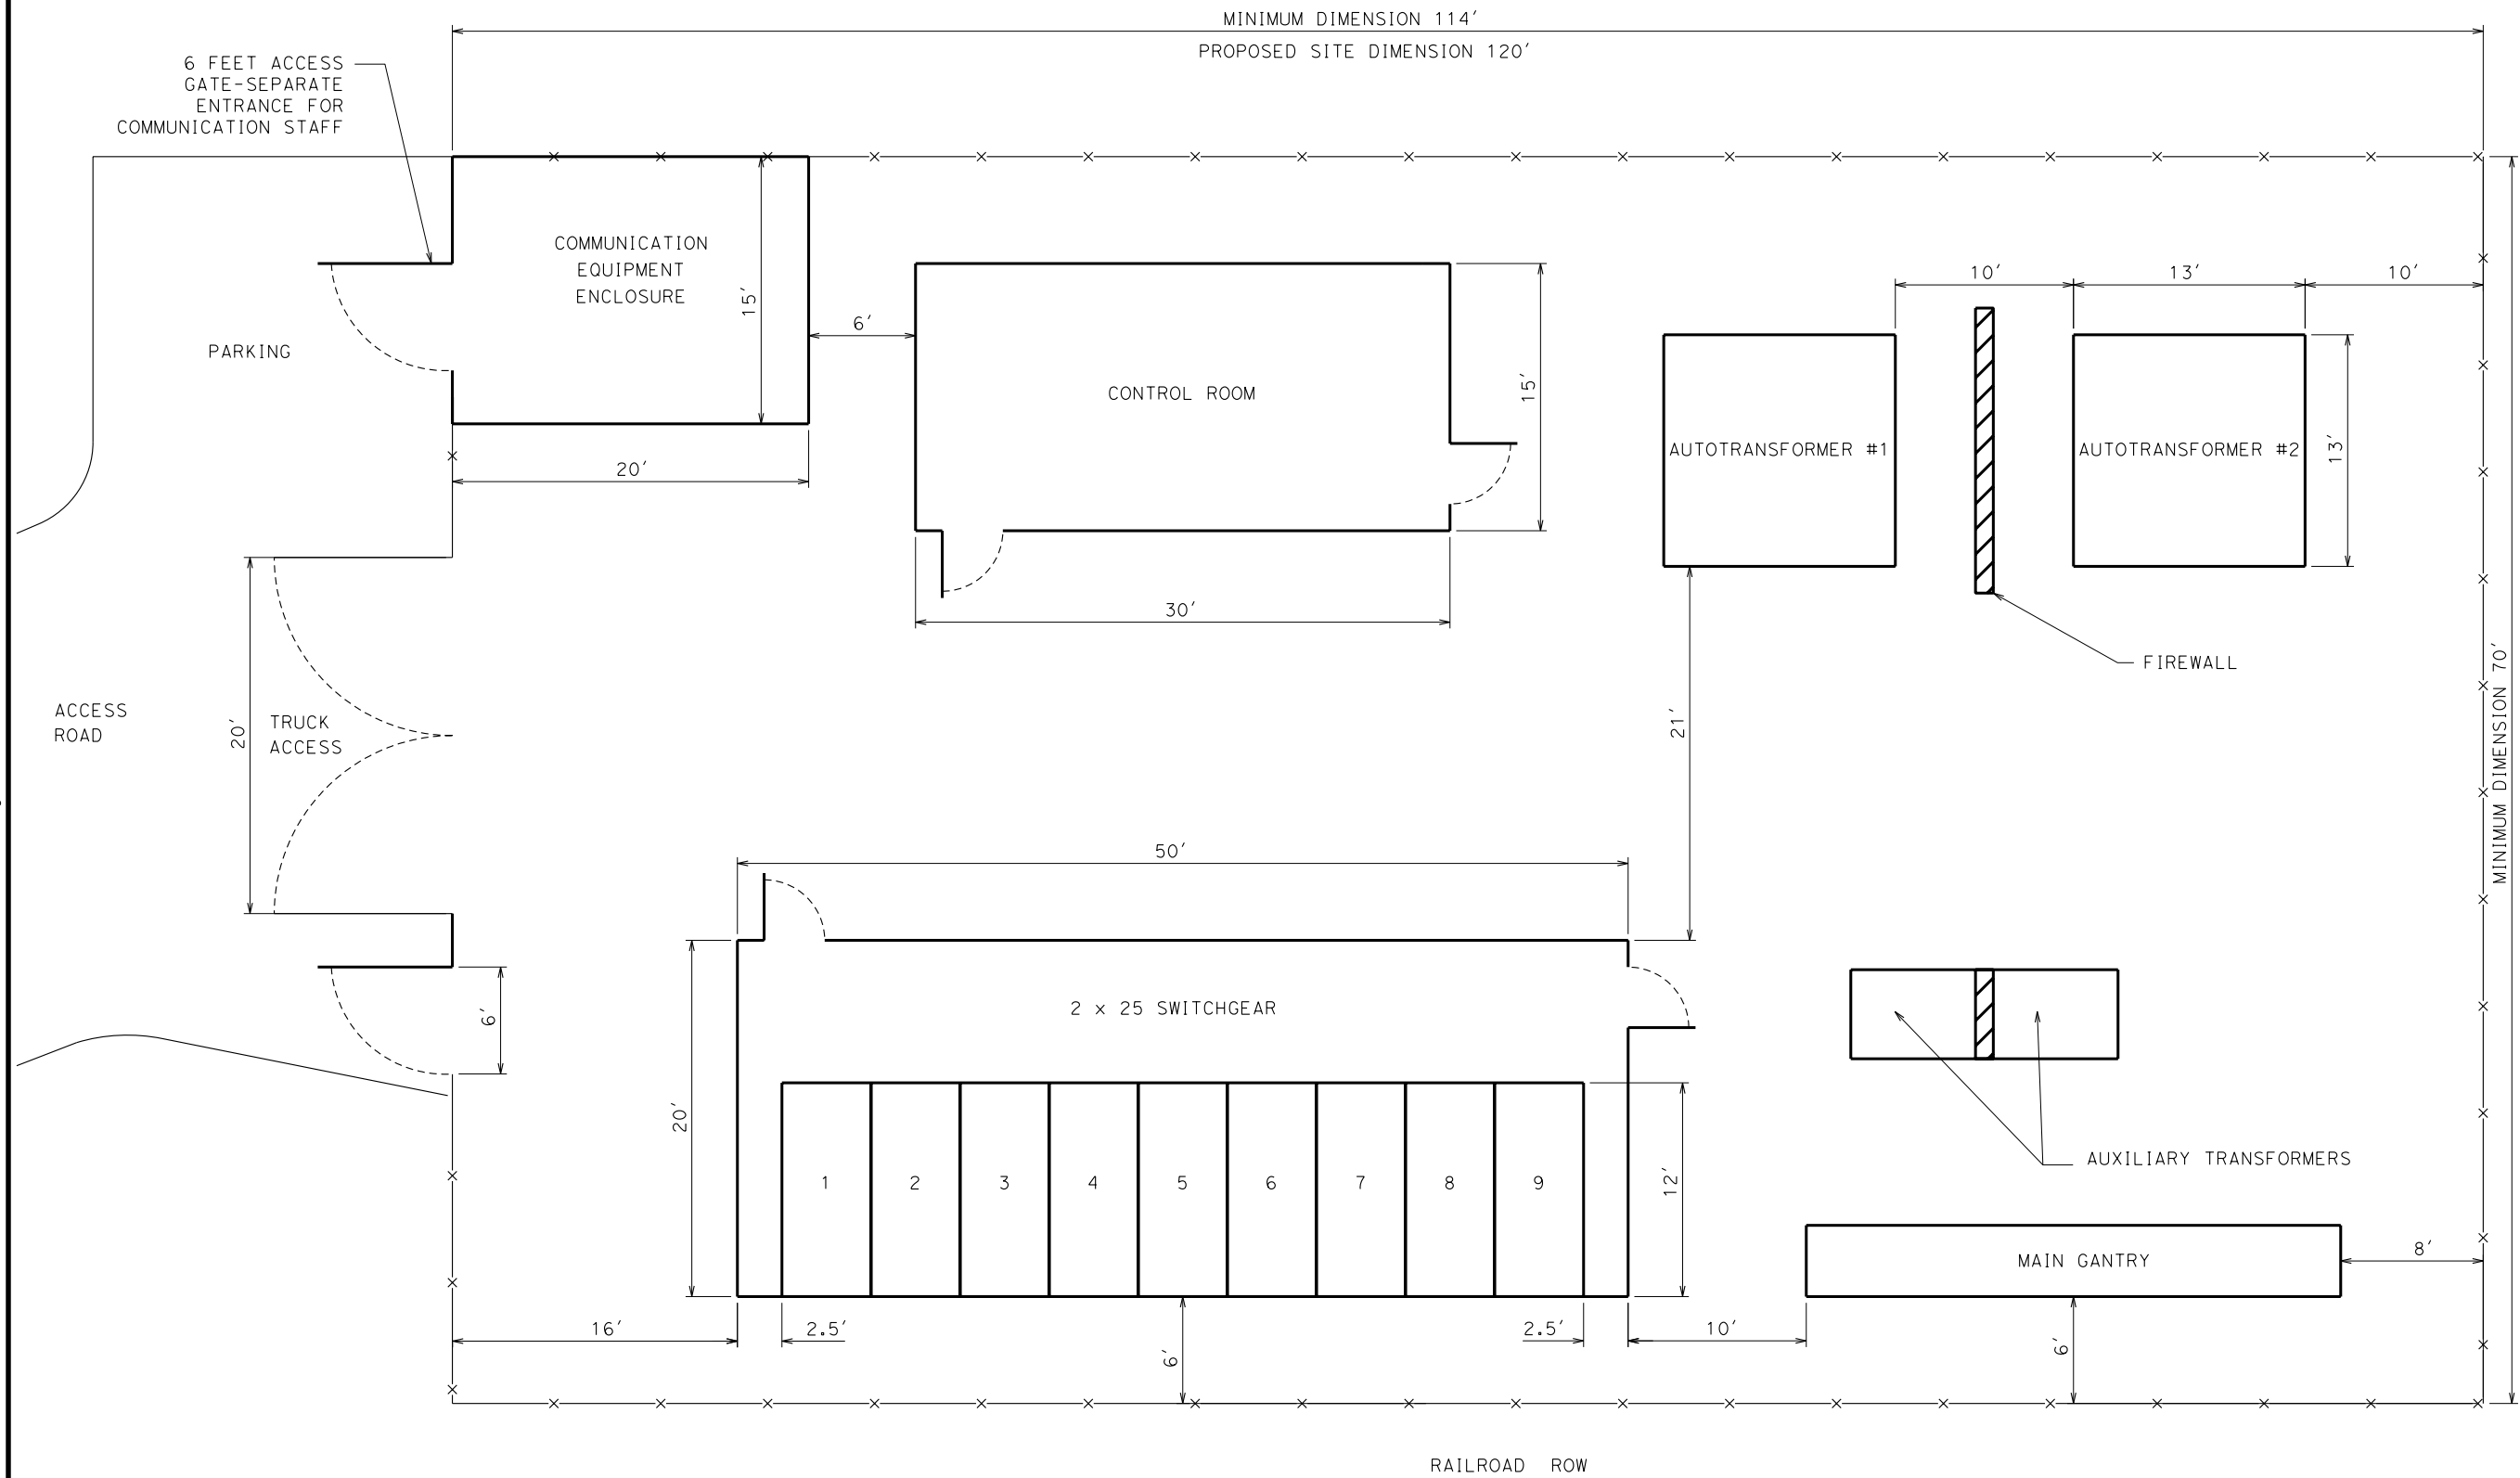 MINIMUM DIMENSION 114'
PROPOSED SITE DIMENSION 120'
6 FEET ACCESS
GATE-SEPARATE
ENTRANCE FOR
COMMUNICATION STAFF
COMMUNICATION
EQUIPMENT
ENCLOSURE
15'
20'
6'
PARKING
CONTROL ROOM
15'
30'
10'
13'
10'
AUTOTRANSFORMER #1
AUTOTRANSFORMER #2
13'
FIREWALL
MINIMUM DIMENSION 70'
ACCESS
ROAD
20'
TRUCK
ACCESS
21'
50'
6'
2 x 25 SWITCHGEAR
20'
1 2 3 4 5 6 7 8 9
12'
AUXILIARY TRANSFORMERS
MAIN GANTRY
8'
16'
2.5'
6'
2.5'
10'
6'
RAILROAD ROW